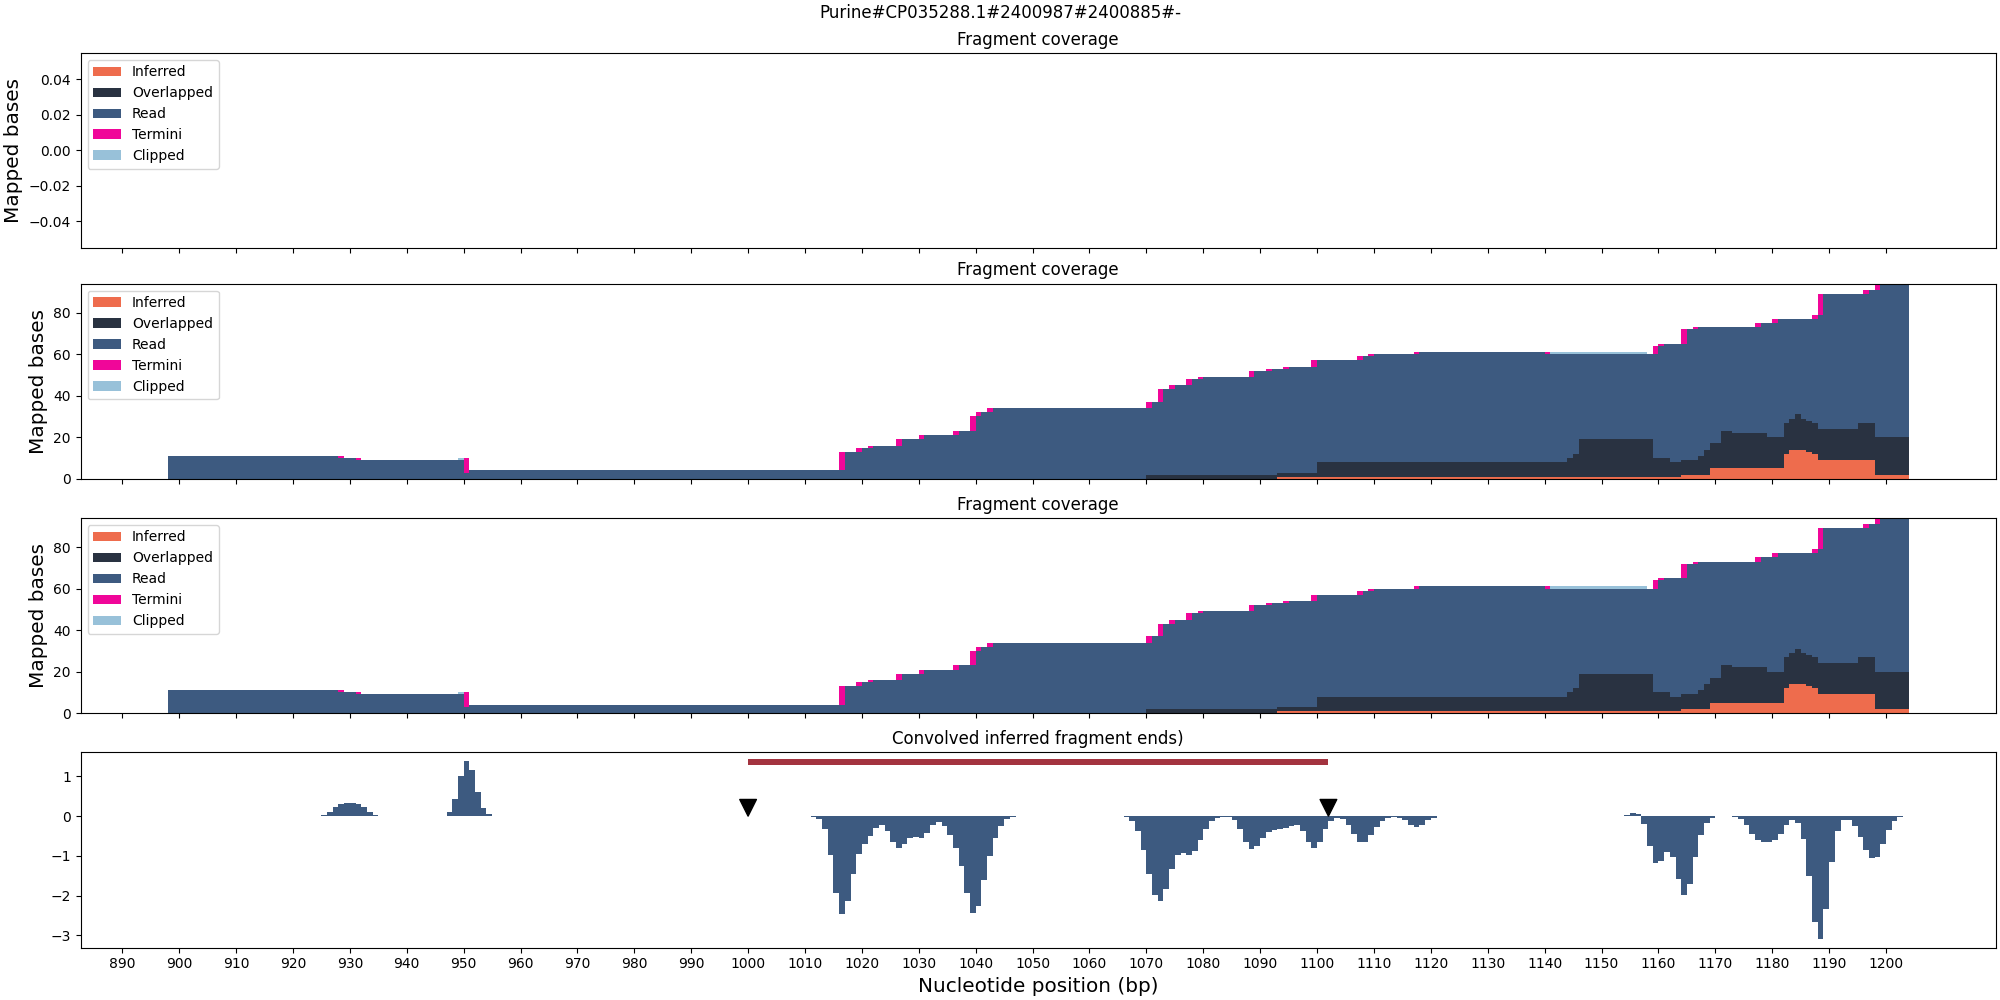 Purine#CP035288.1#2400987#2400885#-
Fragment coverage
Mapped bases
0.04
0.02
0.00
−0.02
−0.04
Inferred
Overlapped
Read
Termini
Clipped
Fragment coverage
Mapped bases
80
60
40
20
0
Inferred
Overlapped
Read
Termini
Clipped
Fragment coverage
Mapped bases
80
60
40
20
0
Inferred
Overlapped
Read
Termini
Clipped
Convolved inferred fragment ends)
1
0
−1
−2
−3
890 900 910 920 930 940 950 960 970 980 990 1000 1010 1020 1030 1040 1050 1060 1070 1080 1090 1100 1110 1120 1130 1140 1150 1160 1170 1180 1190 1200
Nucleotide position (bp)